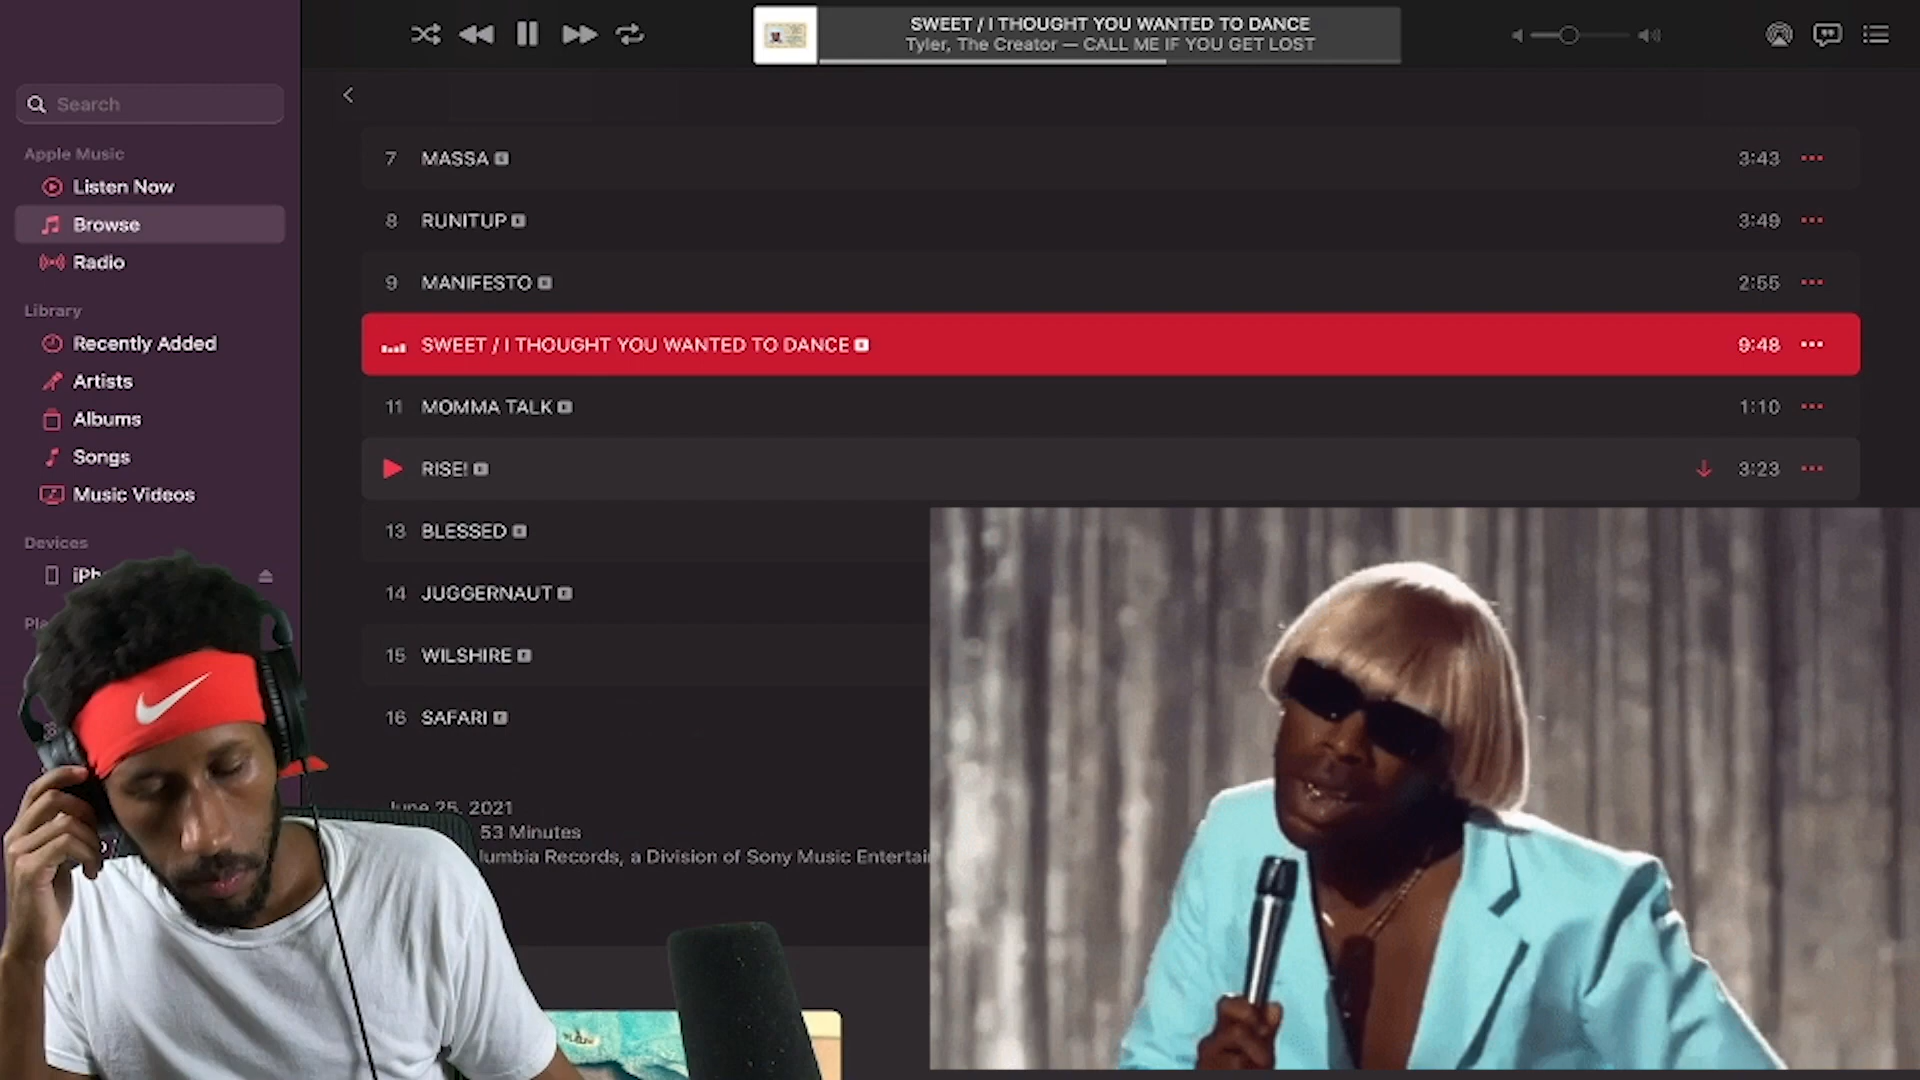 SWEET / I THOUGHT YOU WANTED TO DANCE
Tyler, The Creator — CALL ME IF YOU GET LOST
Search
Apple Music
Listen Now
Browse
Radio
Library
Recently Added
Artists
Albums
Songs
Music Videos
Devices
7 MASSA E 3:43
8 RUNITUP E 3:49
9 MANIFESTO E 2:55
SWEET / I THOUGHT YOU WANTED TO DANCE E 9:48
11 MOMMA TALK E 1:10
RISE! E 3:23
13 BLESSED E
14 JUGGERNAUT E
15 WILSHIRE E
16 SAFARI E
June 25, 2021
53 Minutes
Records, a Division of Sony Music